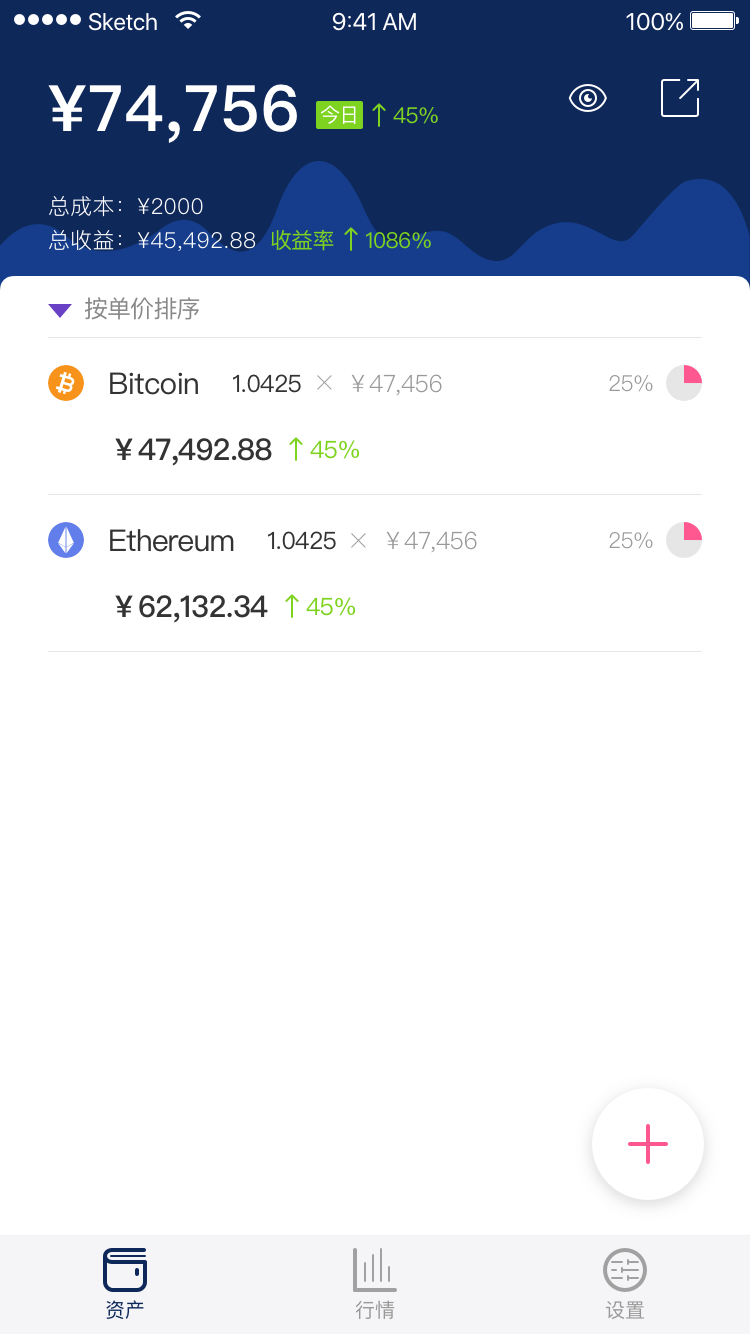 Sketch 9:41 AM 100%
¥74,756 今日 ↑ 45%
总成本：¥2000
总收益：¥45,492.88 收益率 ↑ 1086%
按单价排序
Bitcoin 1.0425 × ¥47,456 25%
¥47,492.88 ↑ 45%
Ethereum 1.0425 × ¥47,456 25%
¥62,132.34 ↑ 45%
资产 行情 设置